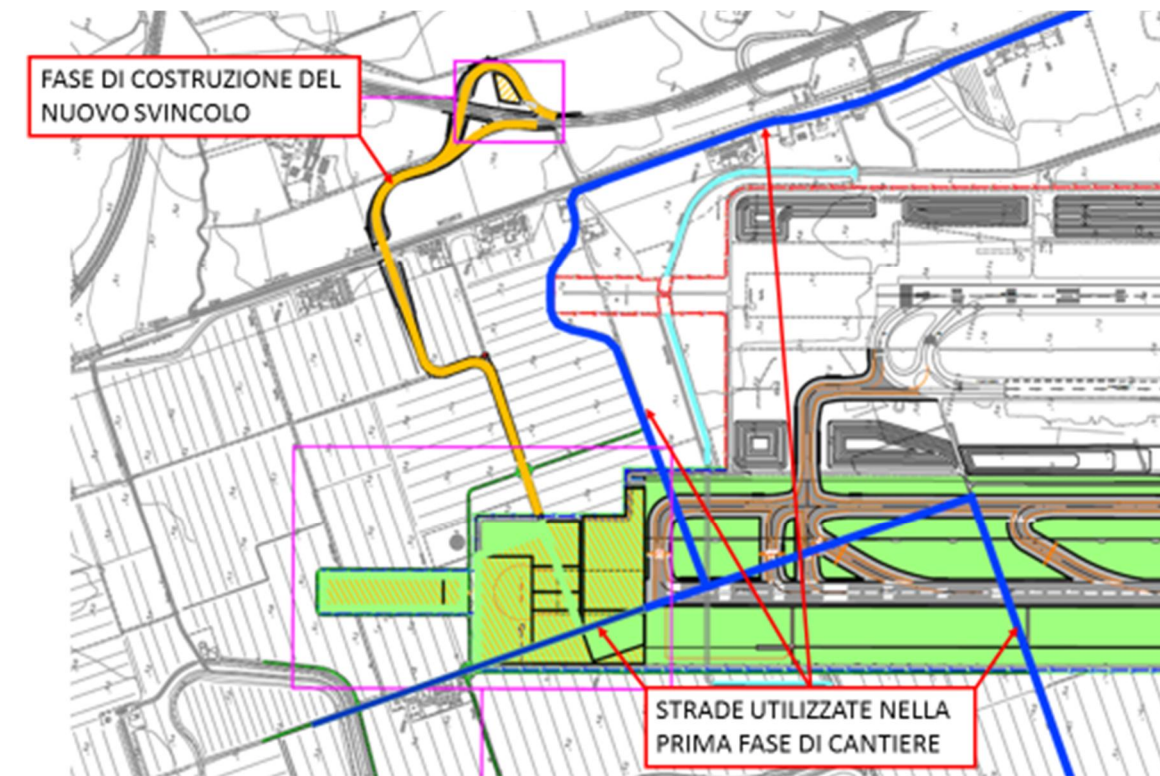 FASE DI COSTRUZIONE DEL
NUOVO SVINCOLO
STRADE UTILIZZATE NELLA
PRIMA FASE DI CANTIERE